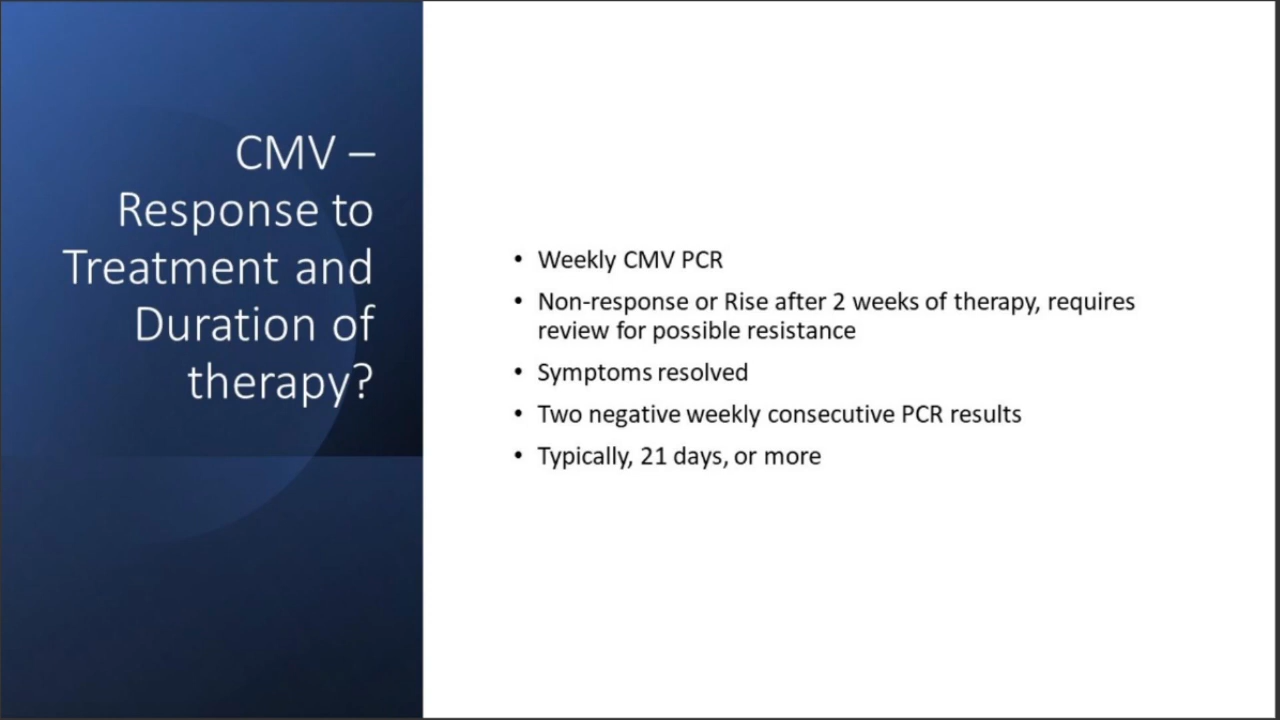 CMV –
Response to
Treatment and
Duration of
therapy?
• Weekly CMV PCR
• Non-response or Rise after 2 weeks of therapy, requires
review for possible resistance
• Symptoms resolved
• Two negative weekly consecutive PCR results
• Typically, 21 days, or more